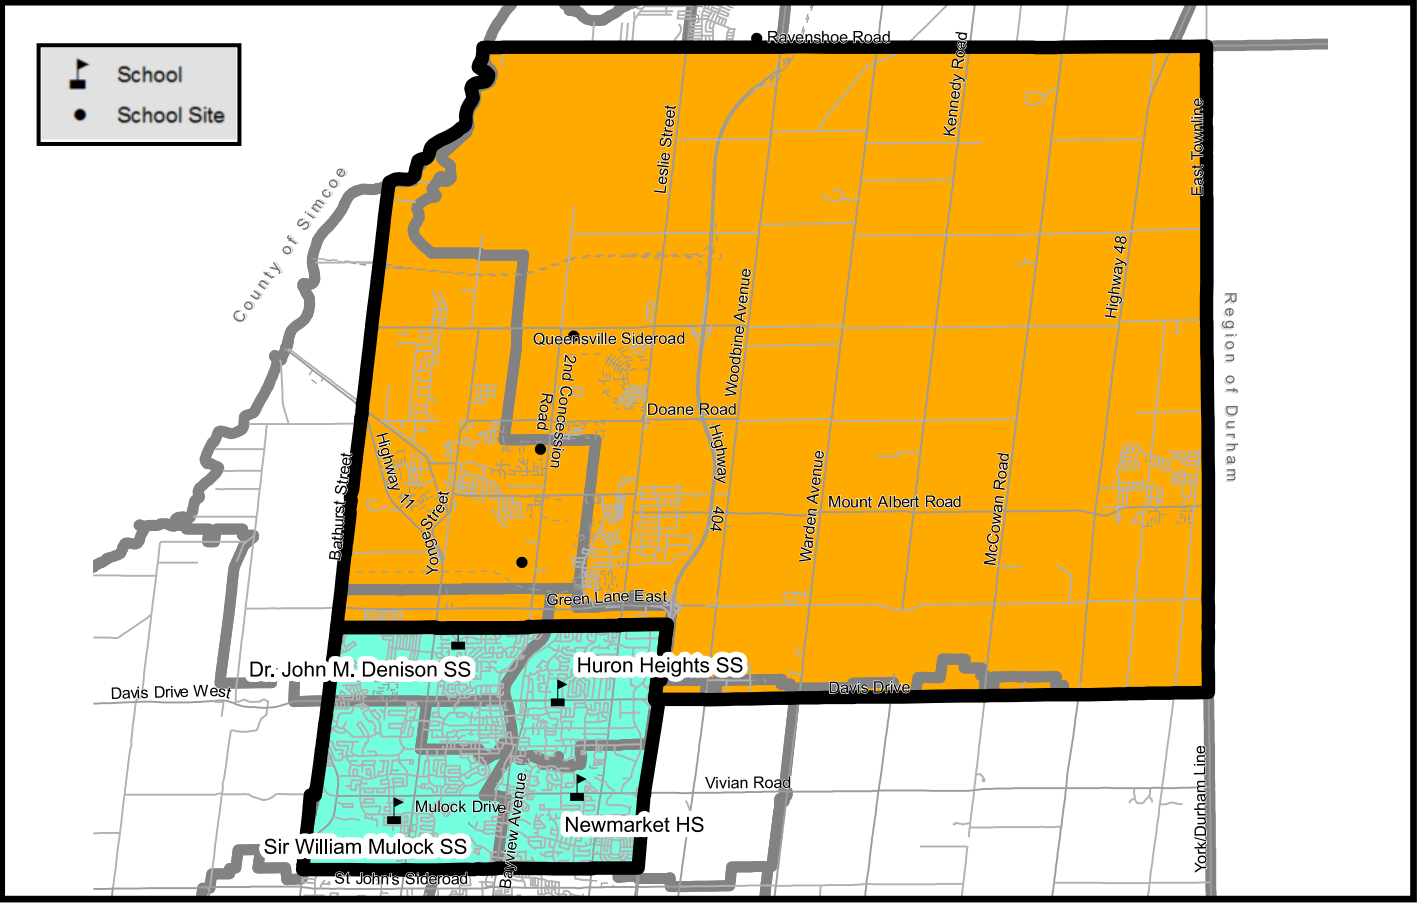 Ravenshoe Road
School
School Site
Kennedy Road
Leslie Street
East Townline
County of Simcoe
Highway 48
Woodbine Avenue
Region of Durham
Queensville Sideroad
2nd Concession
Road
Doane Road
Highway
404
Highway
11
Bathurst Street
Yonge Street
Warden Avenue
McCowan Road
Mount Albert Road
Green Lane East
Dr. John M. Denison SS
Huron Heights SS
Davis Drive West
Davis Drive
Vivian Road
York/Durham Line
Mulock Drive
Bayview Avenue
Newmarket HS
Sir William Mulock SS
St John's Sideroad